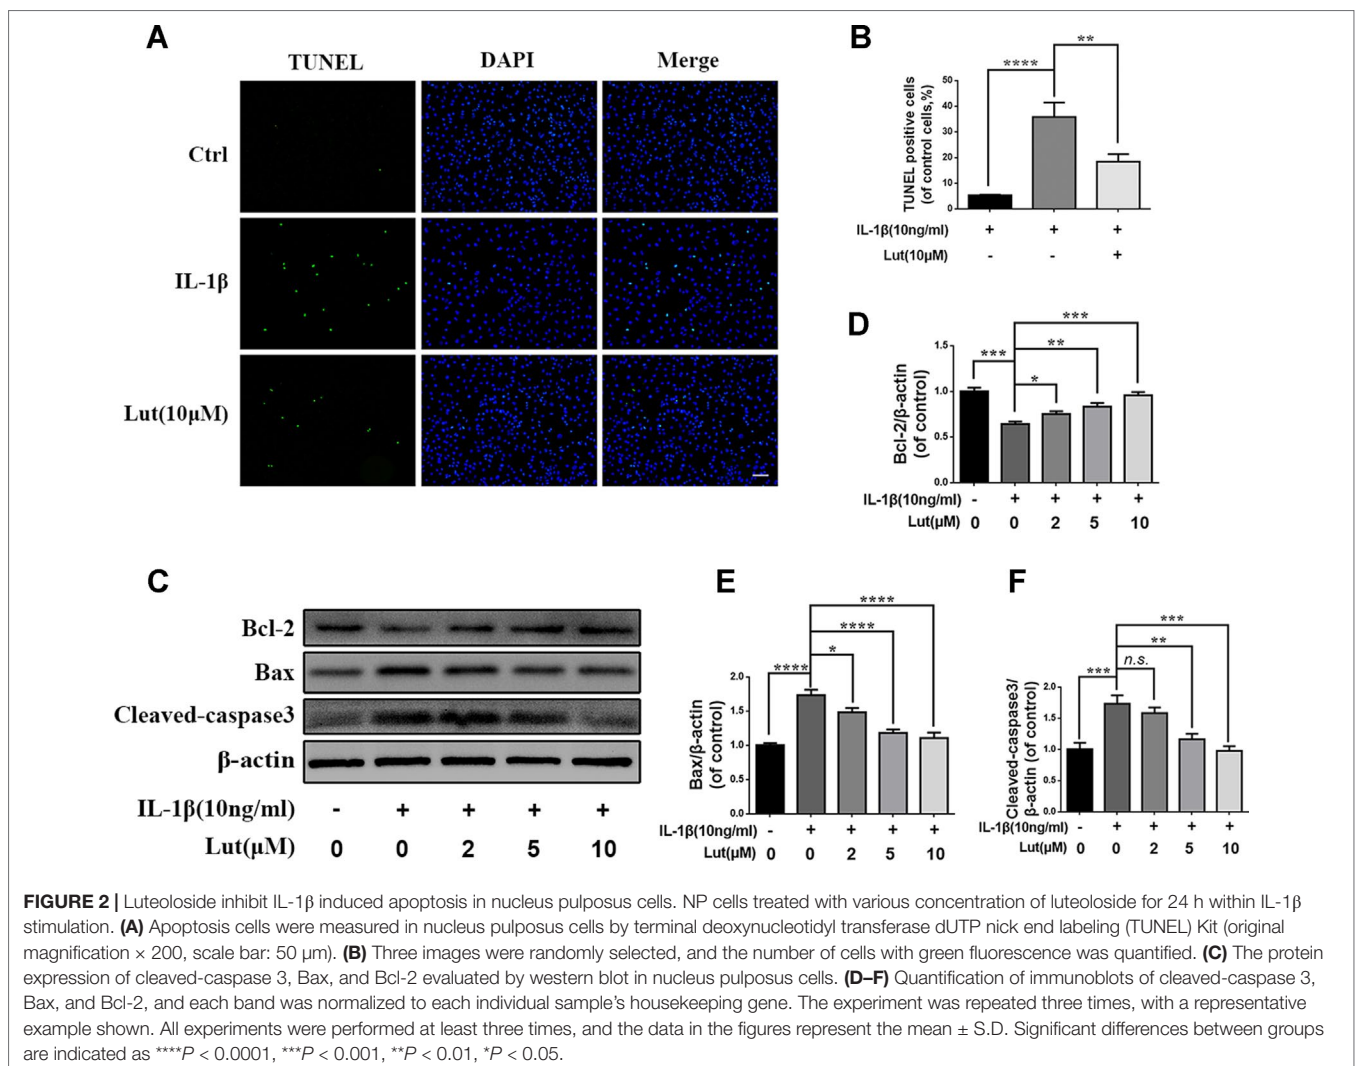 A
TUNEL DAPI Merge
Ctrl
IL-1β
Lut(10μM)
B
**
****
TUNEL positive cells
(of control cells,%)
50
40
30
20
10
0
IL-1β(10ng/ml) + + +
Lut(10μM) - - +
D
***
**
***
*
Bcl-2/β-actin
(of control)
1.5
1.0
0.5
0.0
IL-1β(10ng/ml) - + + + +
Lut(μM) 0 0 2 5 10
C
Bcl-2
Bax
Cleaved-caspase3
β-actin
IL-1β(10ng/ml) - + + + +
Lut(μM) 0 0 2 5 10
E
****
****
*
****
Bax/β-actin
(of control)
2.0
1.5
1.0
0.5
0.0
IL-1β(10ng/ml) - + + + +
Lut(μM) 0 0 2 5 10
F
***
**
n.s.
***
Cleaved-caspase3/
β-actin (of control)
2.0
1.5
1.0
0.5
0.0
IL-1β(10ng/ml) - + + + +
Lut(μM) 0 0 2 5 10
FIGURE 2 | Luteoloside inhibit IL-1β induced apoptosis in nucleus pulposus cells. NP cells treated with various concentration of luteoloside for 24 h within IL-1β
stimulation. (A) Apoptosis cells were measured in nucleus pulposus cells by terminal deoxynucleotidyl transferase dUTP nick end labeling (TUNEL) Kit (original
magnification × 200, scale bar: 50 μm). (B) Three images were randomly selected, and the number of cells with green fluorescence was quantified. (C) The protein
expression of cleaved-caspase 3, Bax, and Bcl-2 evaluated by western blot in nucleus pulposus cells. (D–F) Quantification of immunoblots of cleaved-caspase 3,
Bax, and Bcl-2, and each band was normalized to each individual sample's housekeeping gene. The experiment was repeated three times, with a representative
example shown. All experiments were performed at least three times, and the data in the figures represent the mean ± S.D. Significant differences between groups
are indicated as ****P < 0.0001, ***P < 0.001, **P < 0.01, *P < 0.05.